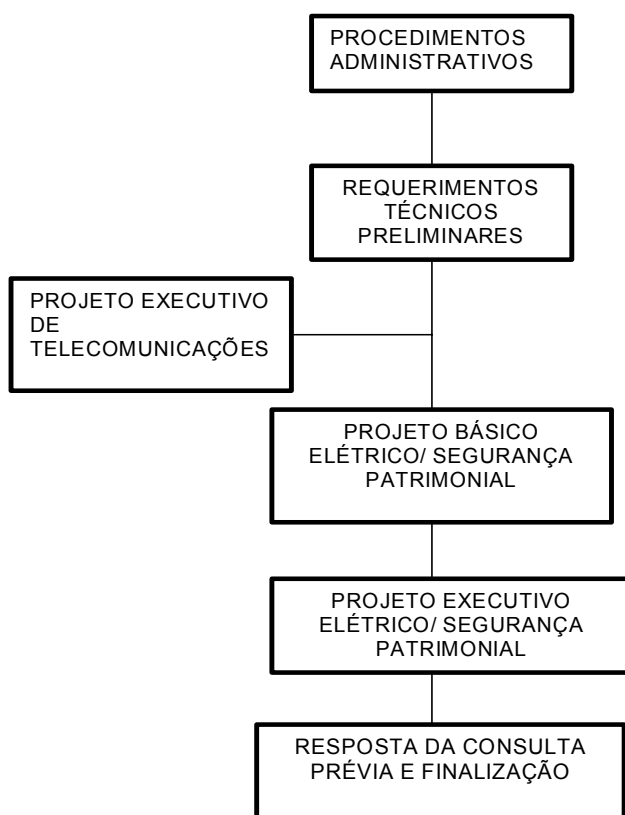 PROCEDIMENTOS
ADMINISTRATIVOS
REQUERIMENTOS
TÉCNICOS
PRELIMINARES
PROJETO EXECUTIVO
DE
TELECOMUNICAÇÕES
PROJETO BÁSICO
ELÉTRICO/ SEGURANÇA
PATRIMONIAL
PROJETO EXECUTIVO
ELÉTRICO/ SEGURANÇA
PATRIMONIAL
RESPOSTA DA CONSULTA
PRÉVIA E FINALIZAÇÃO